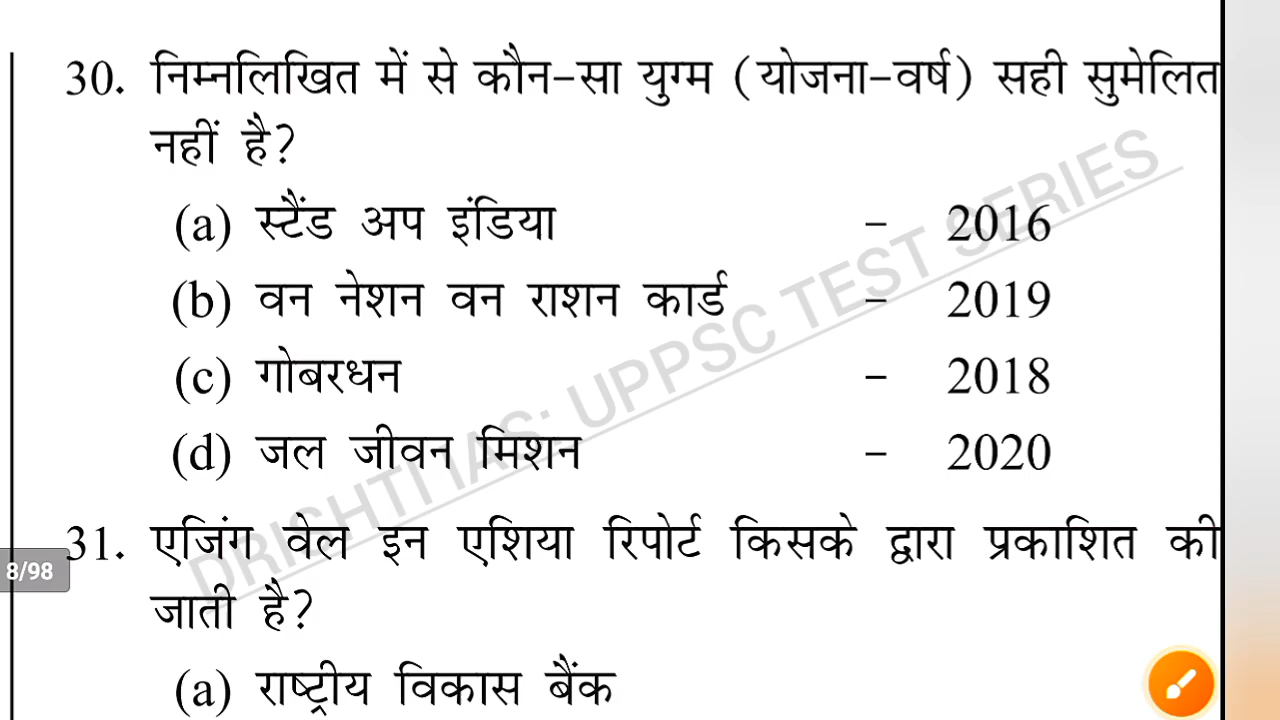 30. निम्नलिखित में से कौन-सा युग्म (योजना-वर्ष) सही सुमेलित
नहीं है?
(a) स्टैंड अप इंडिया - 2016
(b) वन नेशन वन राशन कार्ड - 2019
(c) गोबरधन - 2018
(d) जल जीवन मिशन - 2020
DRISHTI IAS: UPPSC TEST SERIES
31. एजिंग वेल इन एशिया रिपोर्ट किसके द्वारा प्रकाशित की
8/98
जाती है?
(a) राष्ट्रीय विकास बैंक